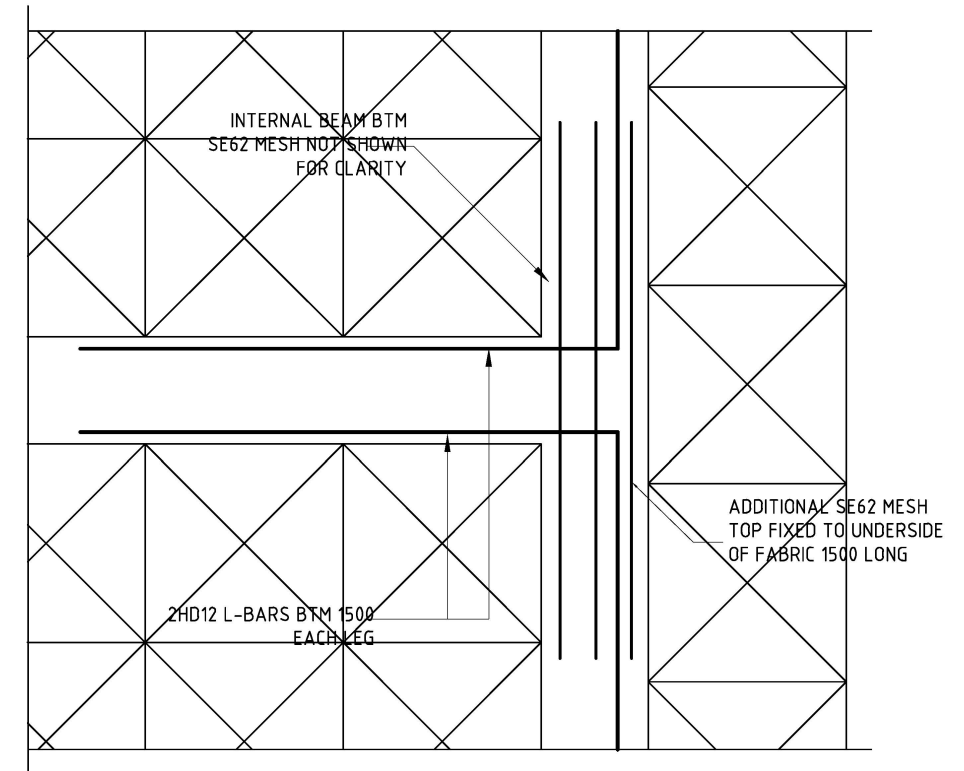 INTERNAL BEAM BTM
SE62 MESH NOT SHOWN
FOR CLARITY
ADDITIONAL SE62 MESH
TOP FIXED TO UNDERSIDE
OF FABRIC 1500 LONG
2HD12 L-BARS BTM 1500
EACH LEG